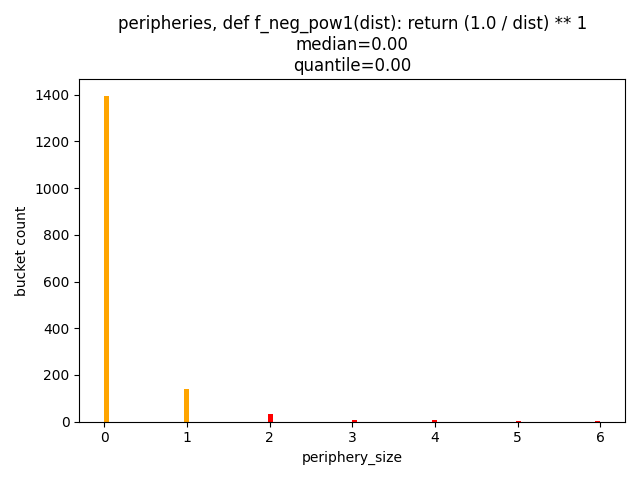 peripheries, def f_neg_pow1(dist): return (1.0 / dist) ** 1
median=0.00
quantile=0.00
1400
1200
1000
800
600
400
200
0
bucket count
0 1 2 3 4 5 6
periphery_size